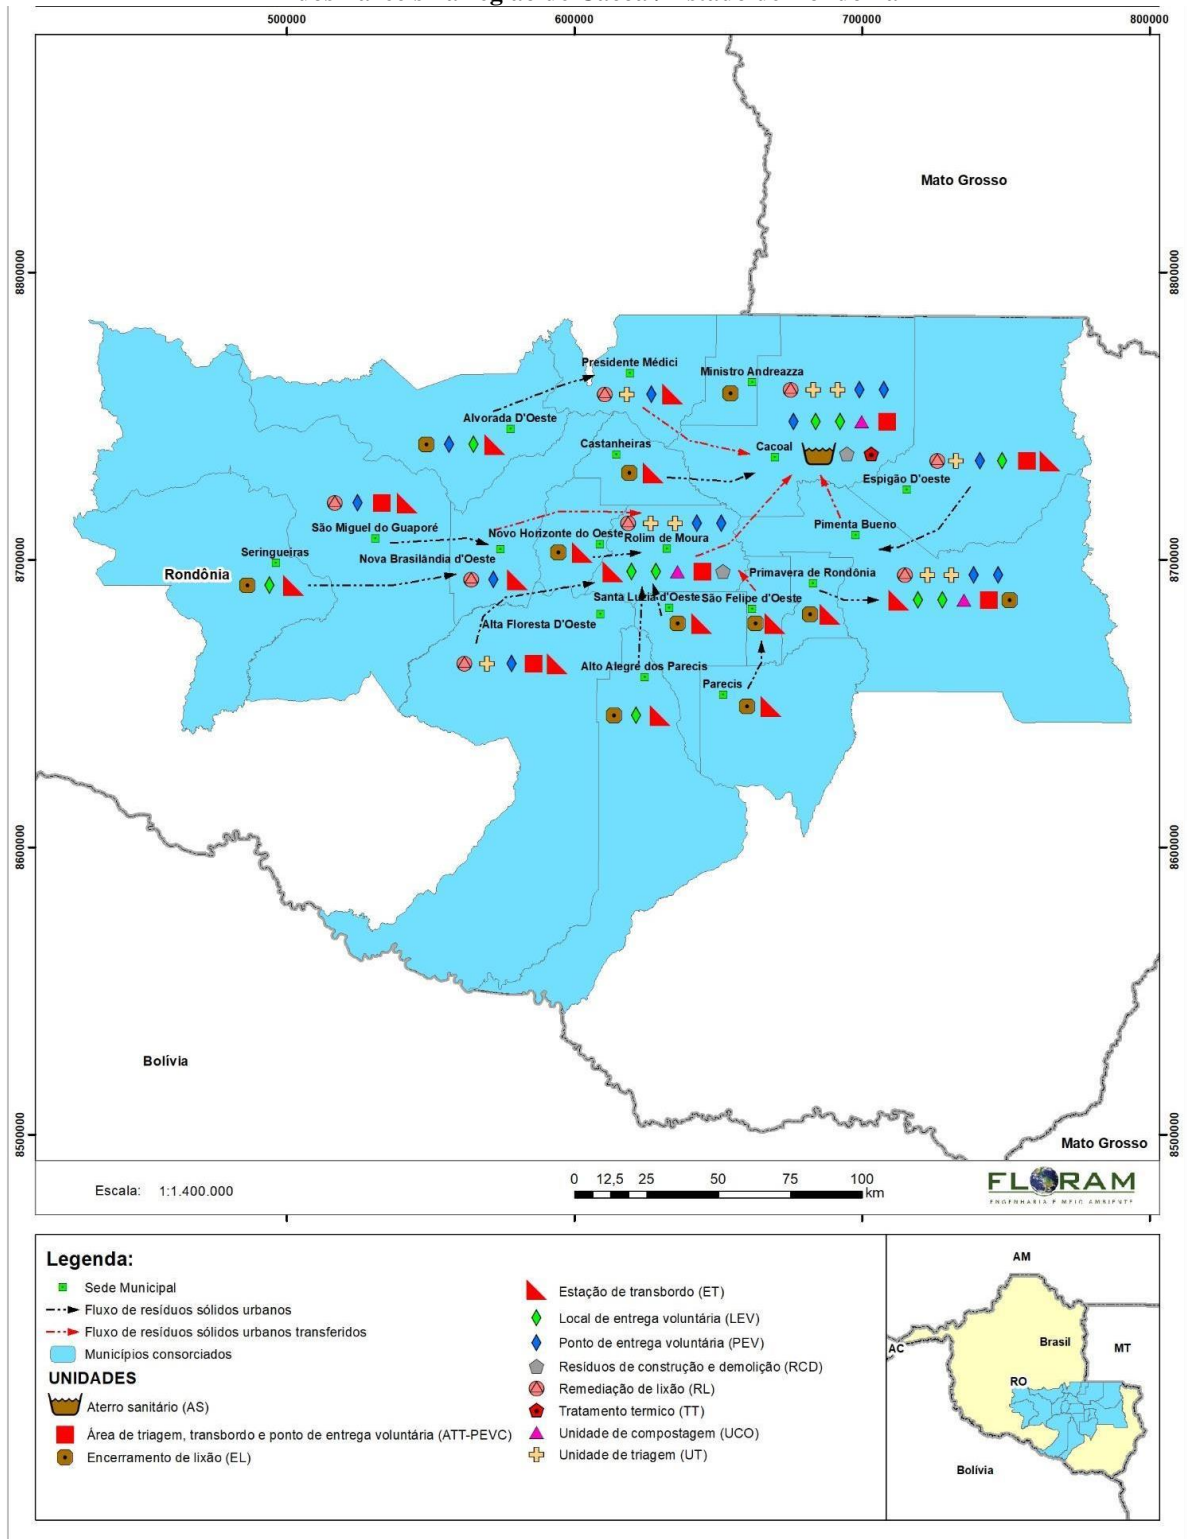 500000
600000
700000
800000
Mato Grosso
8800000
8800000
Presidente Médici
Ministro Andreazza
Alvorada D'Oeste
Castanheiras
Cacoal
Espigão D'oeste
São Miguel do Guaporé
Novo Horizonte do Oeste
Rolim de Moura
Pimenta Bueno
Seringueiras
Nova Brasilândia d'Oeste
8700000
8700000
Rondônia
Primavera de Rondônia
Santa Luzia d'Oeste
São Felipe d'Oeste
Alta Floresta D'Oeste
Alto Alegre dos Parecis
Parecis
8600000
8600000
Bolívia
8500000
8500000
Mato Grosso
Escala: 1:1.400.000
0 12,5 25 50 75 100
km
FLORAM
ENGENHARIA E MEIO AMBIENTE
500000
600000
700000
800000
Legenda:
Sede Municipal
Fluxo de resíduos sólidos urbanos
Fluxo de resíduos sólidos urbanos transferidos
Municípios consorciados
UNIDADES
Aterro sanitário (AS)
Área de triagem, transbordo e ponto de entrega voluntária (ATT-PEVC)
Encerramento de lixão (EL)
Estação de transbordo (ET)
Local de entrega voluntária (LEV)
Ponto de entrega voluntária (PEV)
Resíduos de construção e demolição (RCD)
Remediação de lixão (RL)
Tratamento termico (TT)
Unidade de compostagem (UCO)
Unidade de triagem (UT)
AM
Brasil
AC
MT
RO
Bolívia